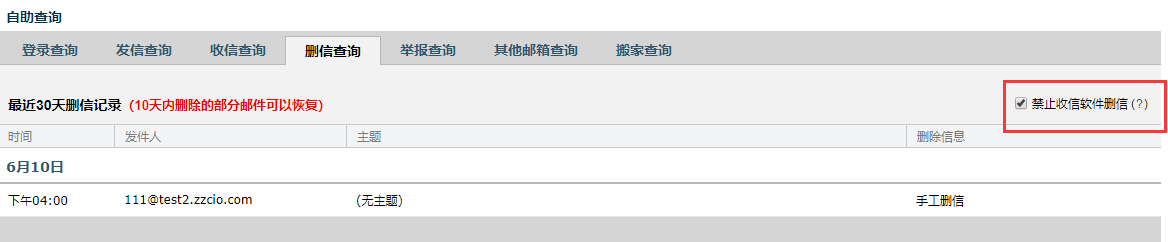 自助查询
登录查询 发信查询 收信查询 删信查询 举报查询 其他邮箱查询 搬家查询
最近30天删信记录 (10天内删除的部分邮件可以恢复) 禁止收信软件删信 (?)
时间 发件人 主题 删除信息
6月10日
下午04:00 111@test2.zzcio.com (无主题) 手工删信